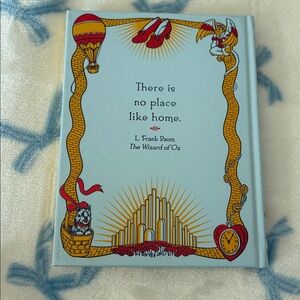 There is
no place
like home.
L. Frank Baum
The Wizard of Oz